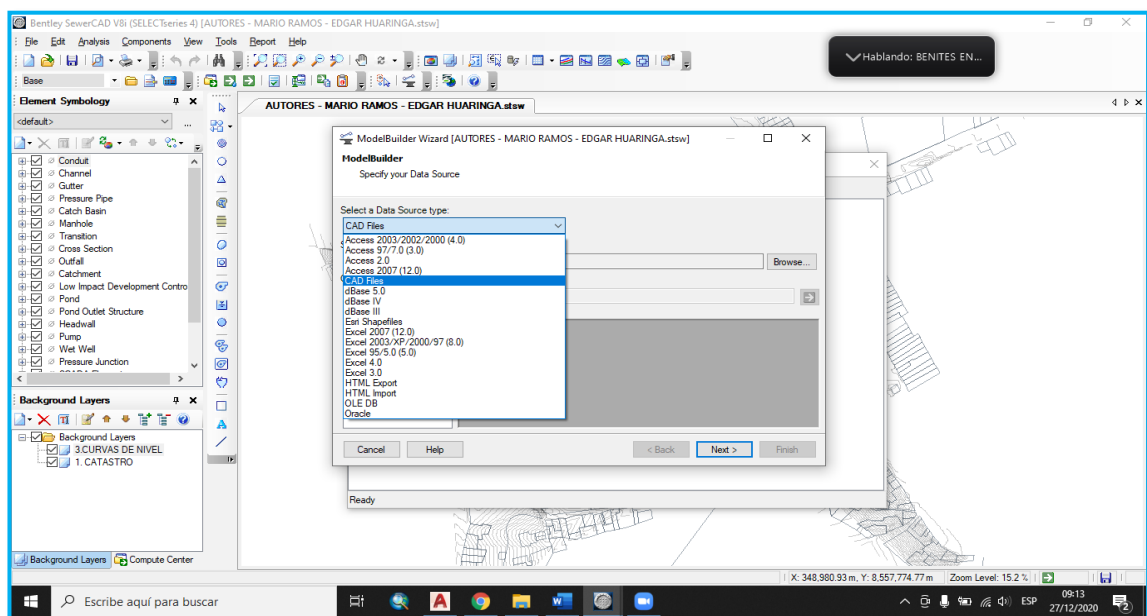 Bentley SewerCAD V8i (SELECTseries 4) [AUTORES - MARIO RAMOS - EDGAR HUARINGA.stsw]
File Edit Analysis Components View Tools Report Help
Base
Hablando: BENITES EN...
Element Symbology
<default>
Conduit
Channel
Gutter
Pressure Pipe
Catch Basin
Manhole
Transition
Cross Section
Outfall
Catchment
Low Impact Development Contro
Pond
Pond Outlet Structure
Headwall
Pump
Wet Well
Pressure Junction
Background Layers
Background Layers
3.CURVAS DE NIVEL
1. CATASTRO
Background Layers Compute Center
AUTORES - MARIO RAMOS - EDGAR HUARINGA.stsw
ModelBuilder Wizard [AUTORES - MARIO RAMOS - EDGAR HUARINGA.stsw]
ModelBuilder
Specify your Data Source
Select a Data Source type:
CAD Files
Access 2003/2002/2000 (4.0)
Access 97/7.0 (3.0)
Access 2.0
Access 2007 (12.0)
CAD Files
dBase 5.0
dBase IV
dBase III
Esri Shapefiles
Excel 2007 (12.0)
Excel 2003/XP/2000/97 (8.0)
Excel 95/5.0 (5.0)
Excel 4.0
Excel 3.0
HTML Export
HTML Import
OLE DB
Oracle
Browse...
Cancel Help < Back Next > Finish
Ready
X: 348,980.93 m, Y: 8,557,774.77 m Zoom Level: 15.2 %
Escribe aquí para buscar
ESP
09:13
27/12/2020